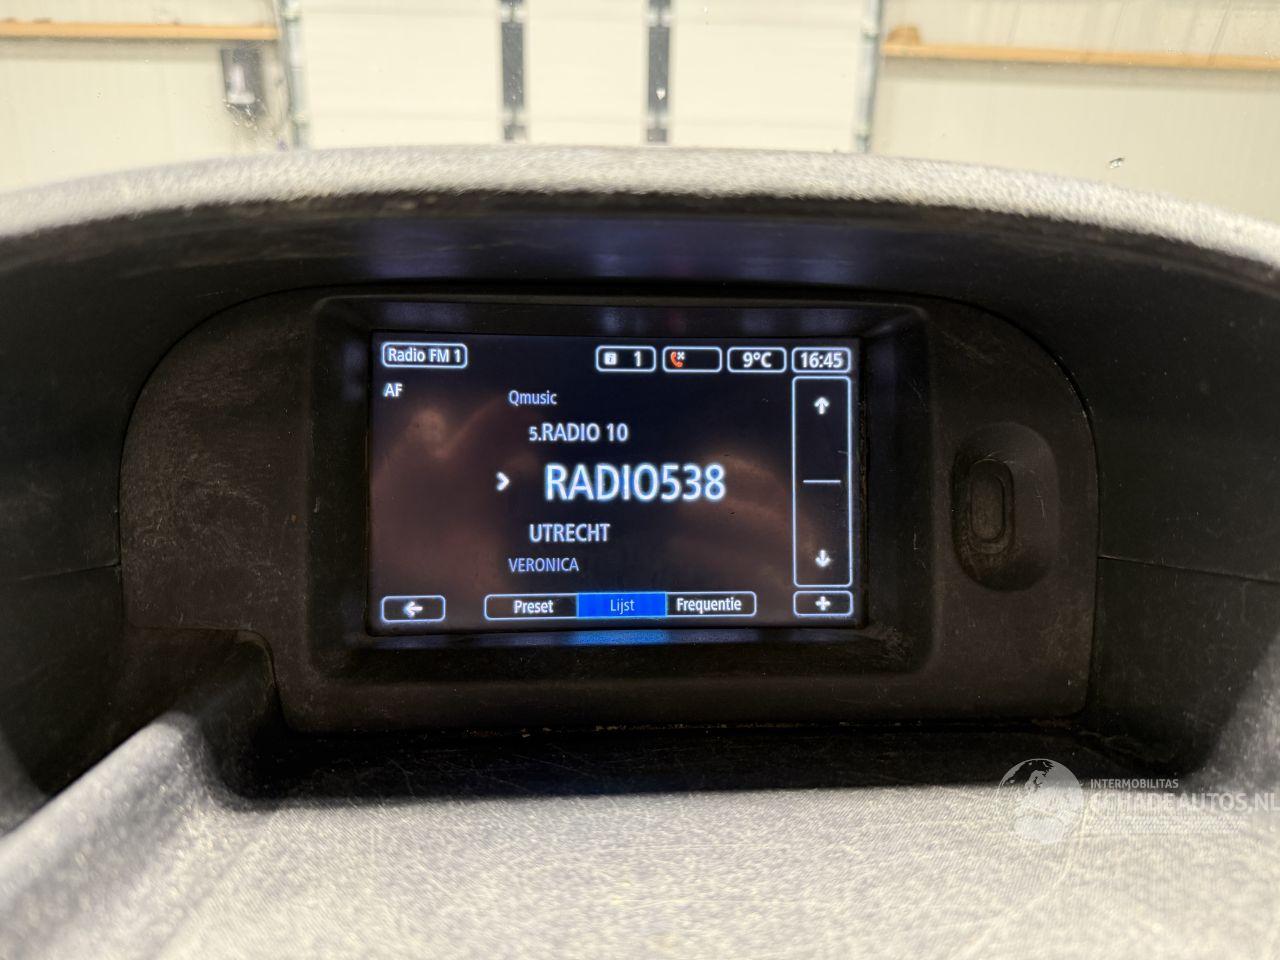 Radio FM 1
7 1
9°C
16:45
AF
Qmusic
5.RADIO 10
RADIO538
UTRECHT
VERONICA
Preset
Lijst
Frequentie
INTERMOBILITAS
SCHADEAUTOS.NL